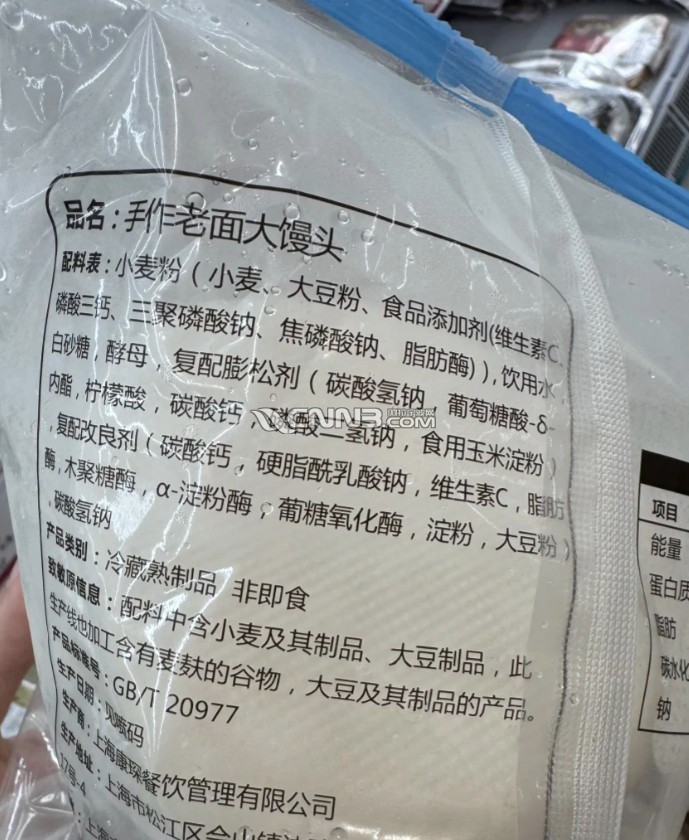 品名：手作老面大馒头
配料表：小麦粉（小麦、大豆粉、食品添加剂(维生素C、
磷酸三钙、三聚磷酸钠、焦磷酸钠、脂肪酶)),饮用水,
白砂糖，酵母，复配膨松剂（碳酸氢钠，葡萄糖酸-δ-
内酯，柠檬酸，碳酸钙，磷酸二氢钠，食用玉米淀粉）
，复配改良剂（碳酸钙，硬脂酰乳酸钠，维生素C，脂肪
酶，木聚糖酶，α-淀粉酶，葡糖氧化酶，淀粉，大豆粉）
，碳酸氢钠
产品类别：冷藏熟制品 非即食
致敏原信息：配料中含小麦及其制品、大豆制品，此
生产线也加工含有麦麸的谷物，大豆及其制品的产品。
产品标准号：GB/T 20977
生产日期：见喷码
生产商：上海康琛餐饮管理有限公司
生产地址：上海市松江区佘山镇
17号-4
：上海
项目
能量
蛋白质
脂肪
碳水化
钠
CNNB.COM